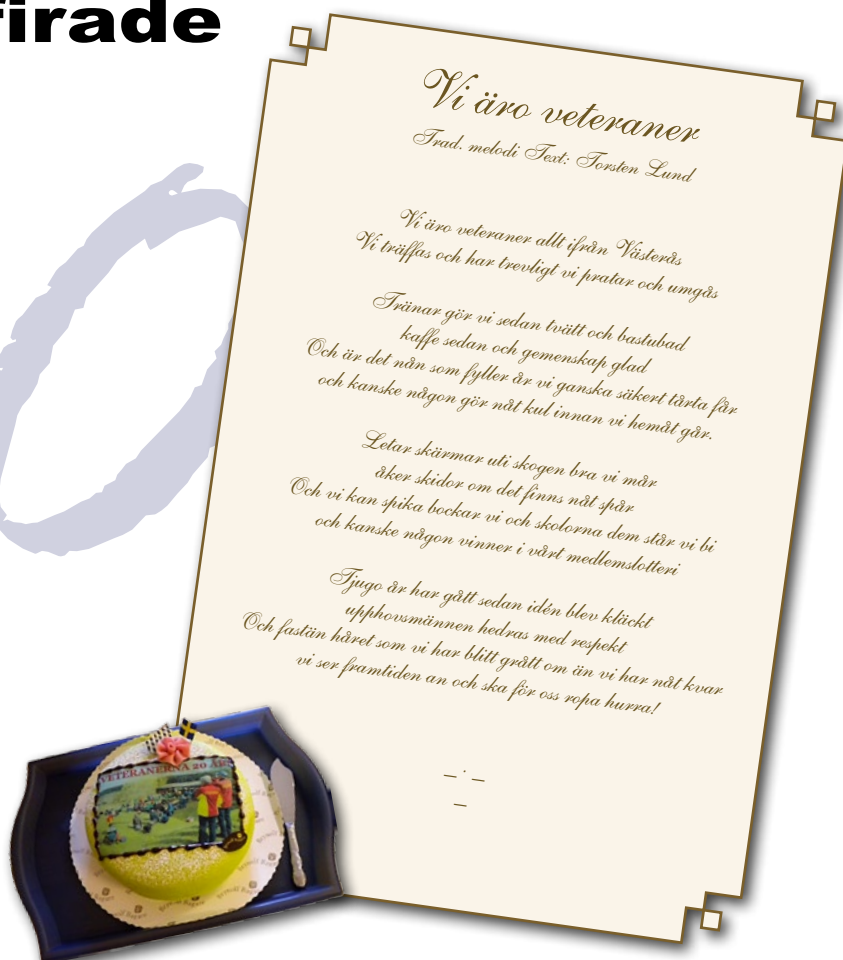 firade
Vi äro veteraner
Trad. melodi Text: Torsten Lund
Vi äro veteraner allt ifrån Västerås
Vi träffas och har trevligt vi pratar och umgås
Tränar gör vi sedan tvätt och bastubad
kaffe sedan och gemenskap glad
Och är det nån som fyller år vi ganska säkert tårta får
och kanske någon gör nåt kul innan vi hemåt går.
Letar skärmar uti skogen bra vi mår
åker skidor om det finns nåt spår
Och vi kan spika bockar vi och skolorna dem står vi bi
och kanske någon vinner i vårt medlemslotteri
Tjugo år har gått sedan idén blev kläckt
upphovsmännen hedras med respekt
Och fastän håret som vi har blitt grått om än vi har nåt kvar
vi ser framtiden an och ska för oss ropa hurra!
VETERANERNA 20 ÅR